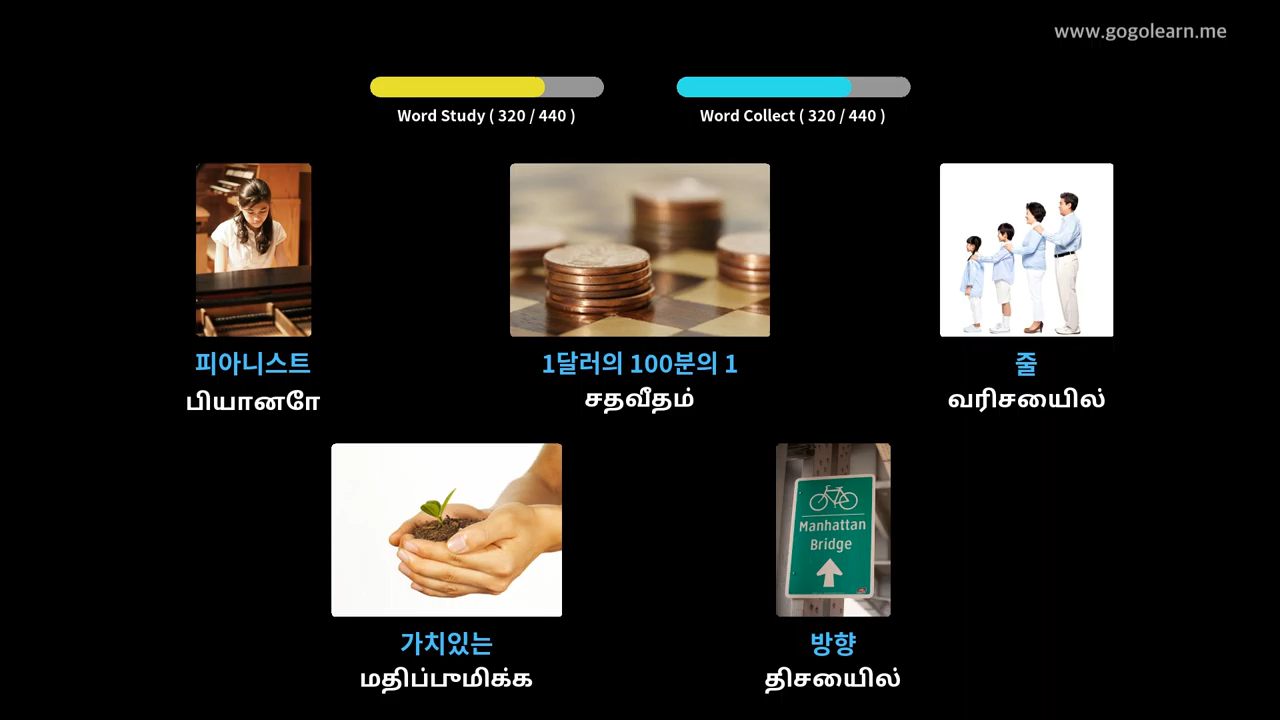 www.gogolearn.me
Word Study ( 320 / 440 )
Word Collect ( 320 / 440 )
피아니스트
பியானோ
1달러의 100분의 1
சதவீதம்
줄
வரிசையில்
Manhattan
Bridge
가치있는
மதிப்புமிக்க
방향
திசையில்